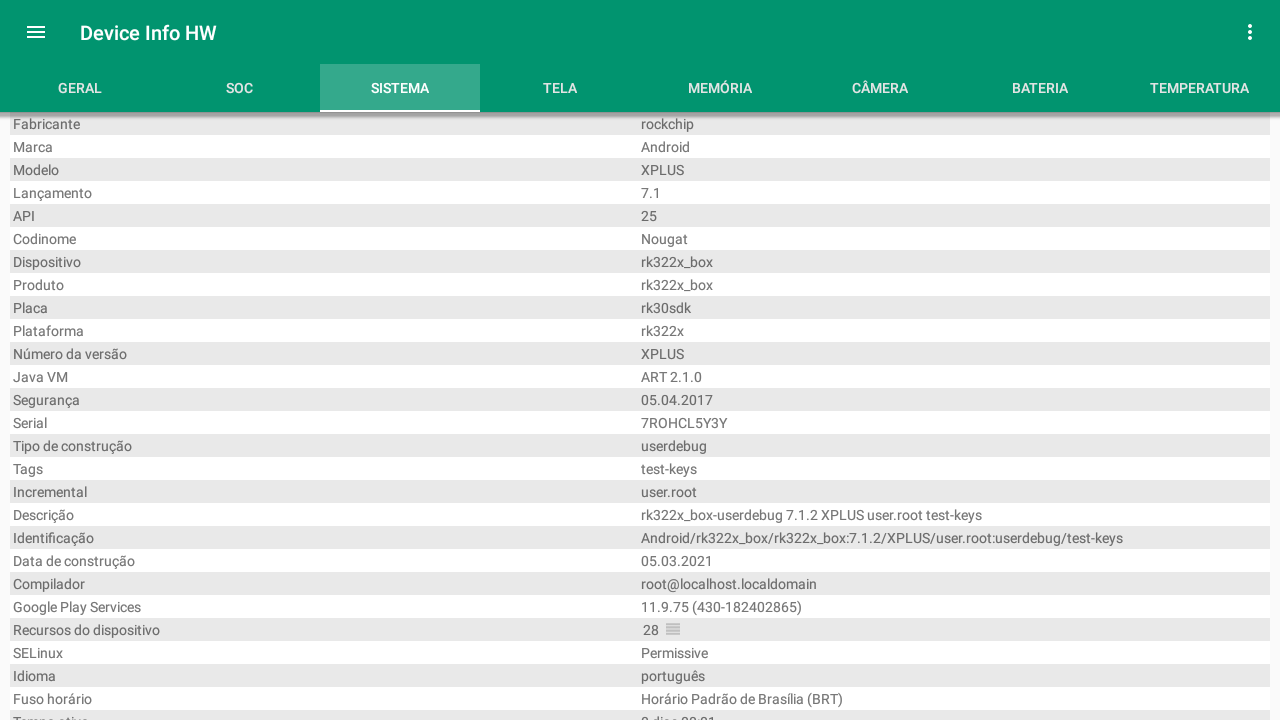 Device Info HW
GERAL SOC SISTEMA TELA MEMÓRIA CÂMERA BATERIA TEMPERATURA
Fabricante rockchip
Marca Android
Modelo XPLUS
Lançamento 7.1
API 25
Codinome Nougat
Dispositivo rk322x_box
Produto rk322x_box
Placa rk30sdk
Plataforma rk322x
Número da versão XPLUS
Java VM ART 2.1.0
Segurança 05.04.2017
Serial 7ROHCL5Y3Y
Tipo de construção userdebug
Tags test-keys
Incremental user.root
Descrição rk322x_box-userdebug 7.1.2 XPLUS user.root test-keys
Identificação Android/rk322x_box/rk322x_box:7.1.2/XPLUS/user.root:userdebug/test-keys
Data de construção 05.03.2021
Compilador root@localhost.localdomain
Google Play Services 11.9.75 (430-182402865)
Recursos do dispositivo 28
SELinux Permissive
Idioma português
Fuso horário Horário Padrão de Brasília (BRT)